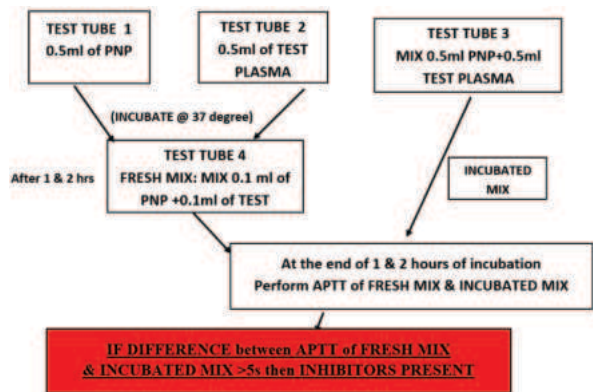 TEST TUBE 1
0.5ml of PNP
TEST TUBE 2
0.5ml of TEST
PLASMA
TEST TUBE 3
MIX 0.5ml PNP+0.5ml
TEST PLASMA
(INCUBATE @ 37 degree)
After 1 & 2 hrs
TEST TUBE 4
FRESH MIX: MIX 0.1 ml of
PNP +0.1ml of TEST
INCUBATED
MIX
At the end of 1 & 2 hours of incubation
Perform APTT of FRESH MIX & INCUBATED MIX
IF DIFFERENCE between APTT of FRESH MIX
& INCUBATED MIX >5s then INHIBITORS PRESENT